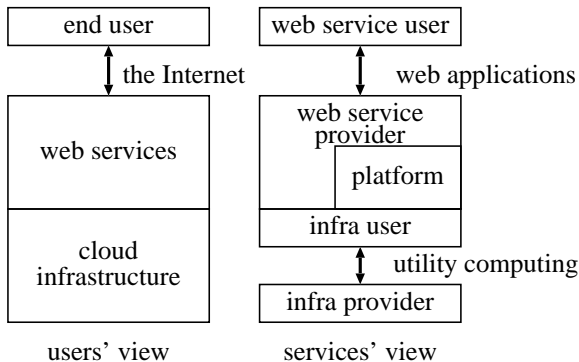 end user
the Internet
web services
cloud
infrastructure
users' view
web service user
web applications
web service
provider
platform
infra user
utility computing
infra provider
services' view